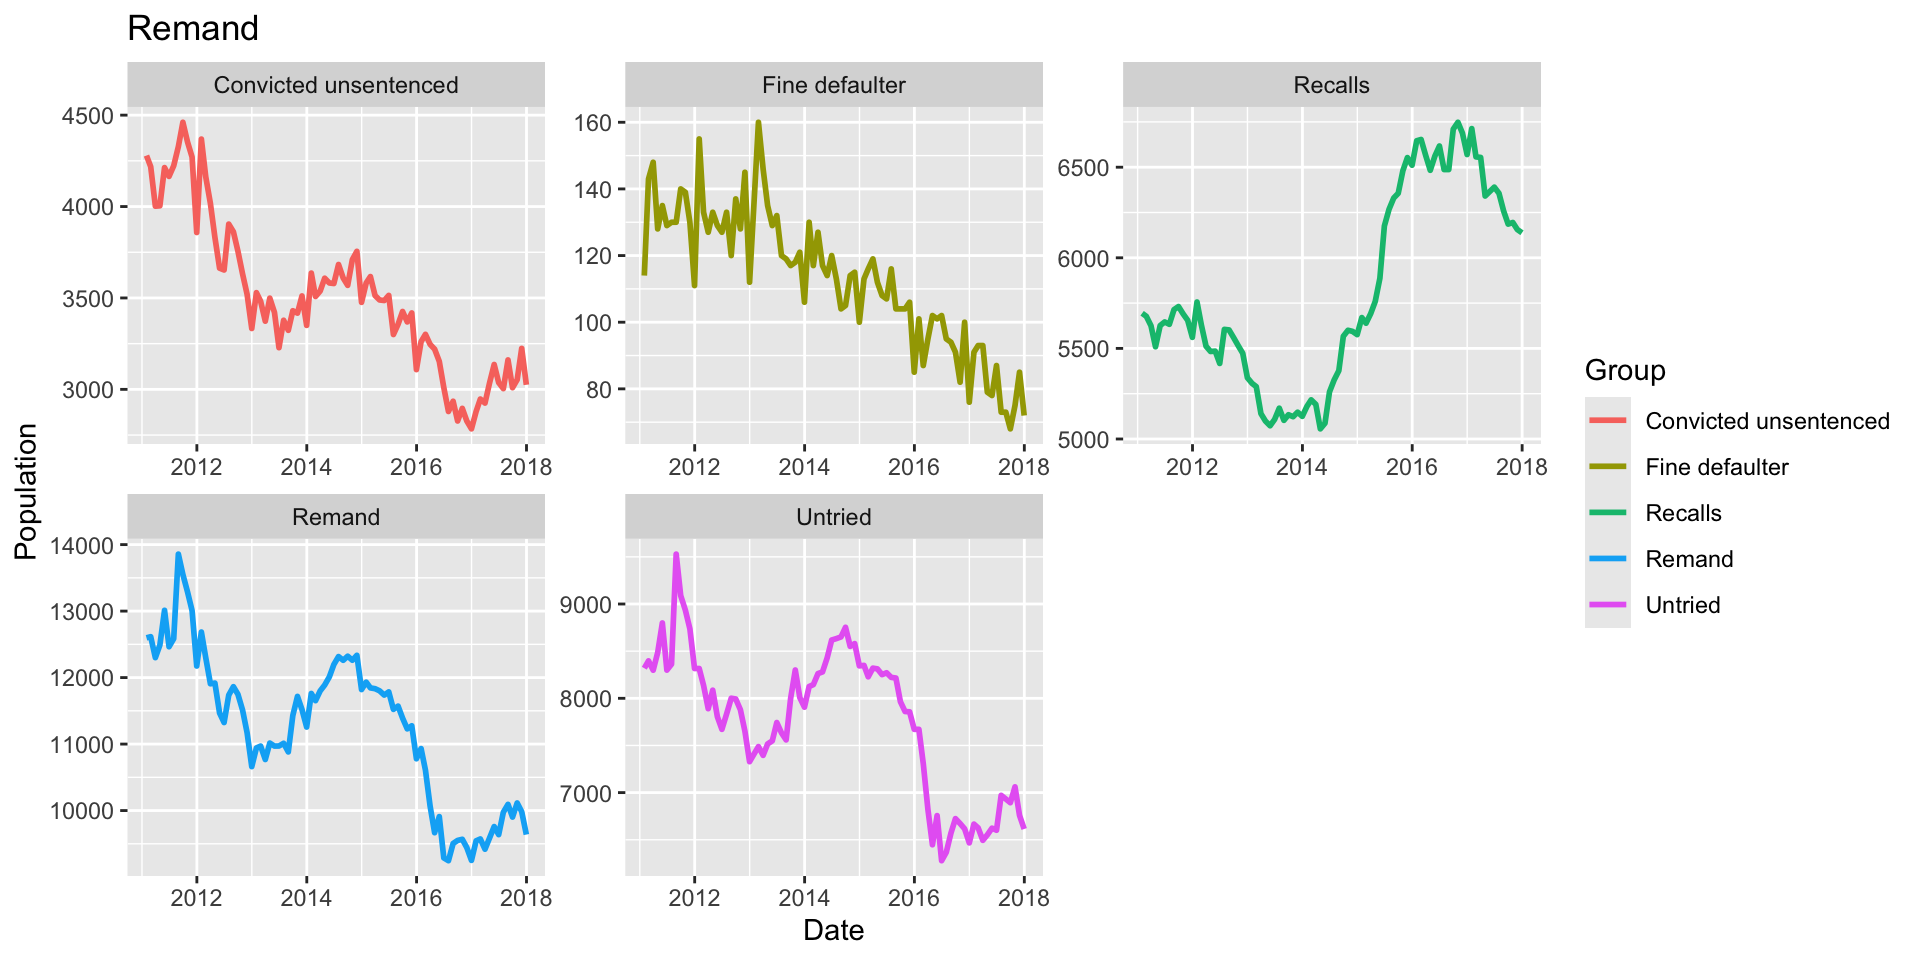 Remand
Convicted unsentenced
Fine defaulter
Recalls
4500
4000
3500
3000
2012 2014 2016 2018
160
140
120
100
80
2012 2014 2016 2018
6500
6000
5500
5000
2012 2014 2016 2018
Population
Remand
Untried
14000
13000
12000
11000
10000
2012 2014 2016 2018
9000
8000
7000
2012 2014 2016 2018
Date
Group
Convicted unsentenced
Fine defaulter
Recalls
Remand
Untried